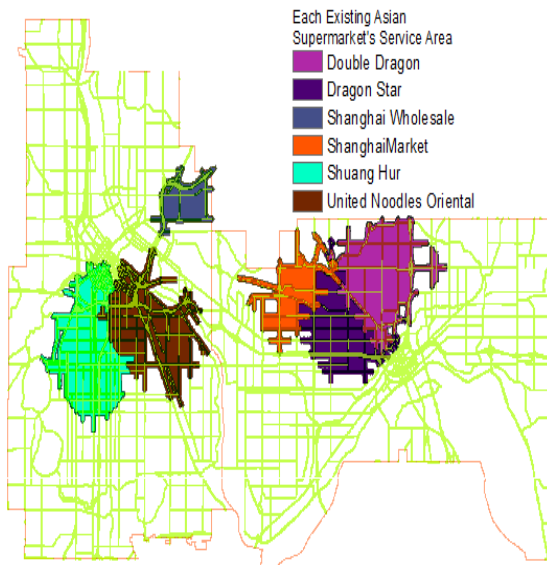 Each Existing Asian
Supermarket's Service Area
Double Dragon
Dragon Star
Shanghai Wholesale
ShanghaiMarket
Shuang Hur
United Noodles Oriental